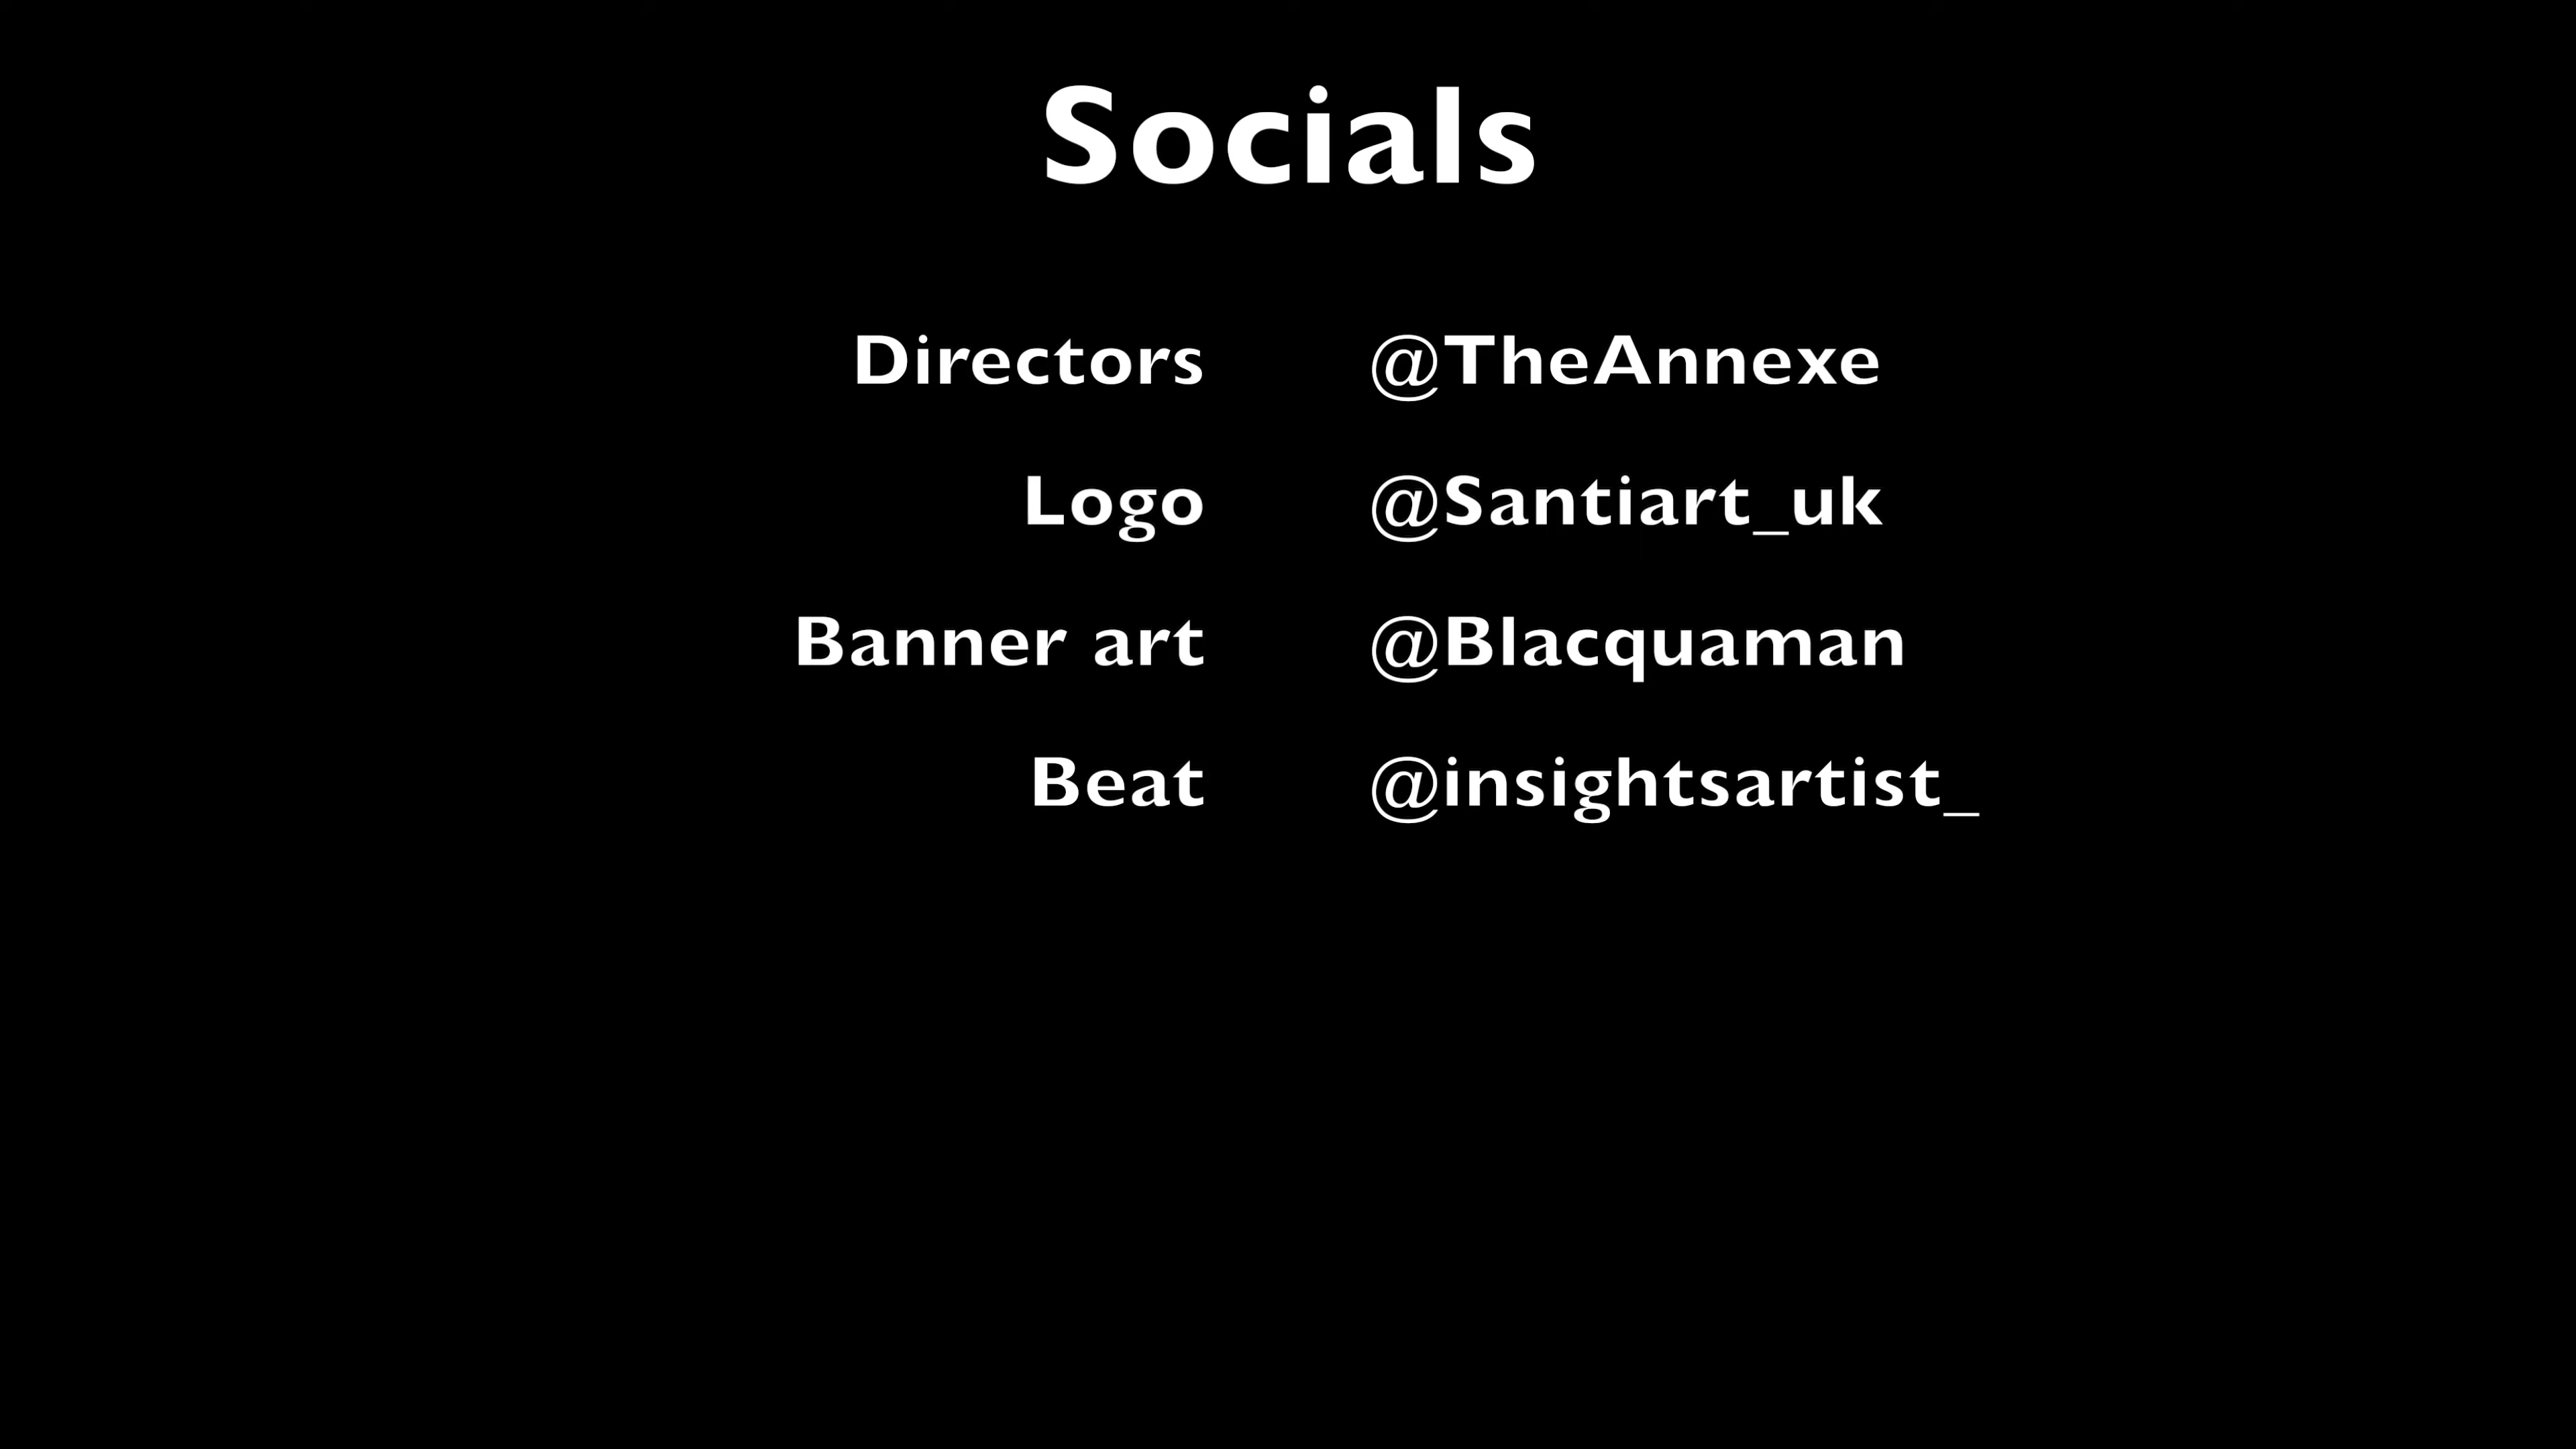 Socials
Directors @TheAnnexe
Logo @Santiart_uk
Banner art @Blacquaman
Beat @insightsartist_